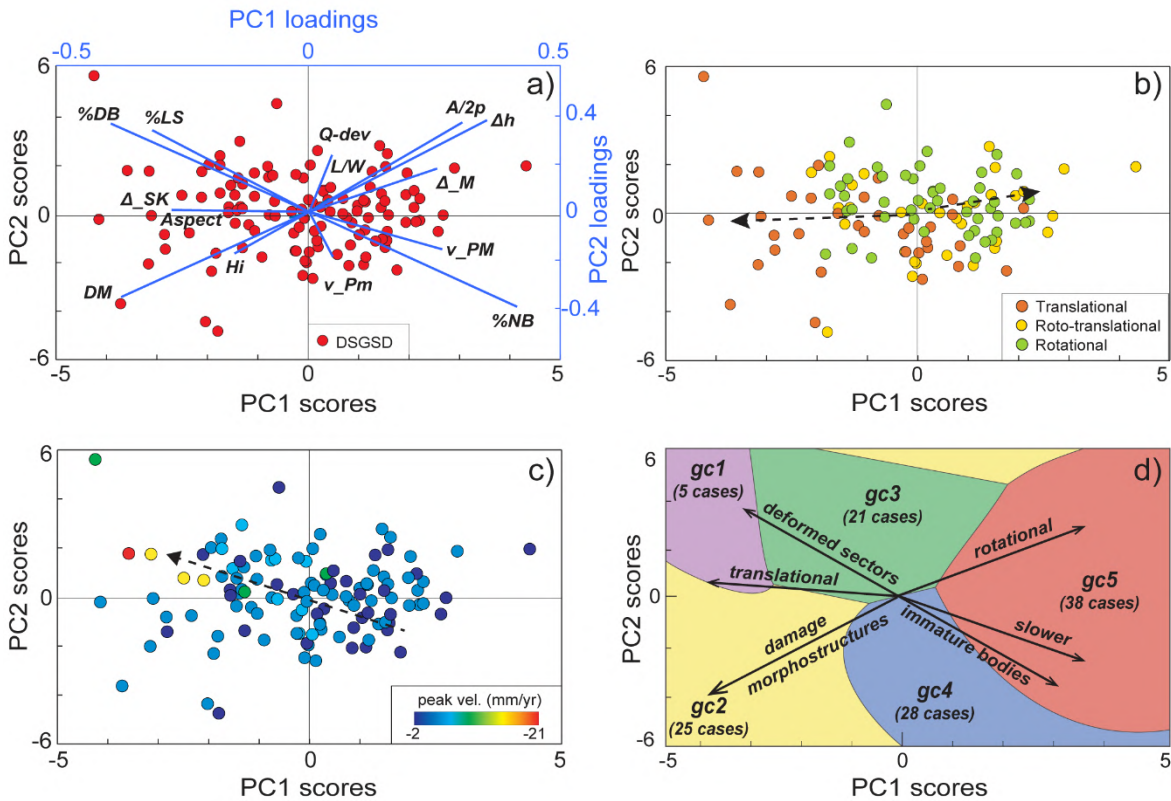 PC1 loadings
-0.5 0 0.5
6 a)
%DB %LS A/2p 0.4
Δh
Q-dev
L/W
Δ_M
PC2 scores
0 Δ_SK 0 PC2 loadings
Aspect
v_PM
Hi v_Pm
DM -0.4
%NB
DSGSD
-6
-5 0 5
PC1 scores
6 b)
PC2 scores
0
Translational
Roto-translational
Rotational
-6
-5 0 5
PC1 scores
6 c)
PC2 scores
0
peak vel. (mm/yr)
-2 -21
-6
-5 0 5
PC1 scores
6 d)
gc1
(5 cases)
gc3
(21 cases)
deformed sectors
rotational
translational
PC2 scores
0
gc5
(38 cases)
slower
immature bodies
damage
morphostructures
gc2
(25 cases)
gc4
(28 cases)
-6
-5 0 5
PC1 scores